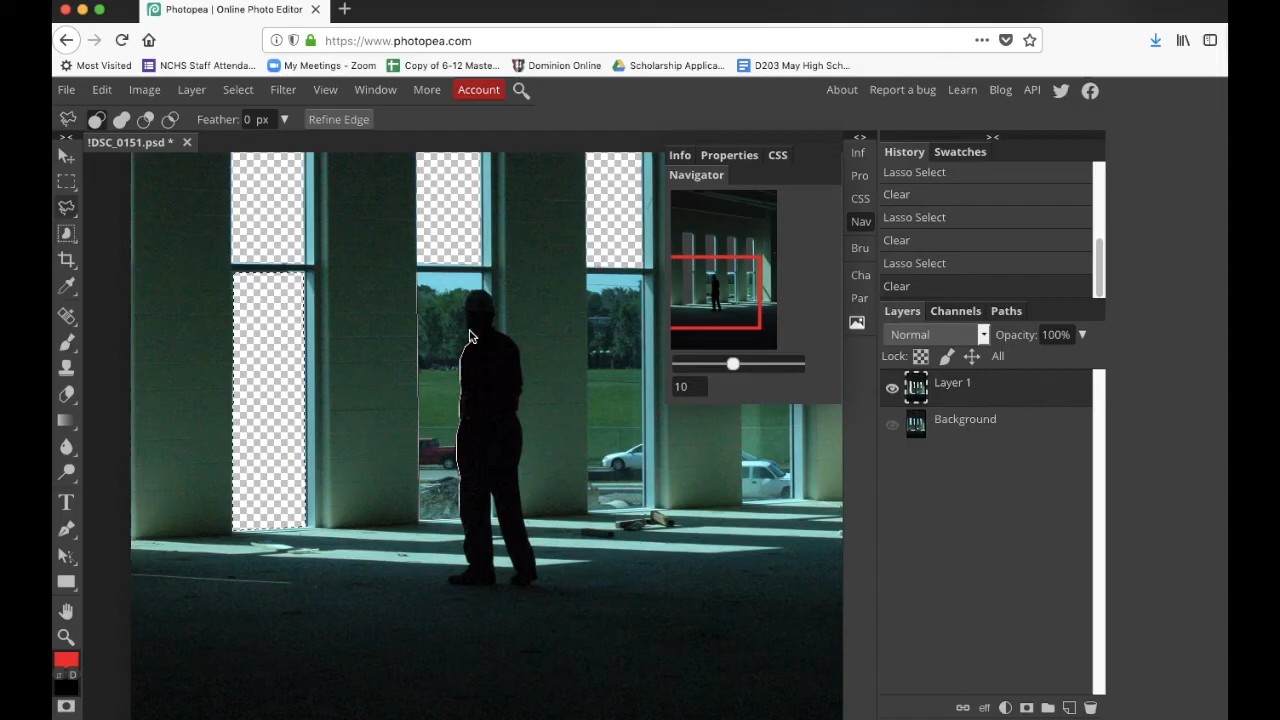 Photopea | Online Photo Editor
https://www.photopea.com
Most Visited NCHS Staff Attenda... My Meetings - Zoom Copy of 6-12 Maste... Dominion Online Scholarship Applica... D203 May High Sch...
File Edit Image Layer Select Filter View Window More Account About Report a bug Learn Blog API
Feather: 0 px Refine Edge
!DSC_0151.psd *
Info Properties CSS
Navigator
10
Inf
Pro
CSS
Nav
Bru
Cha
Par
History Swatches
Lasso Select
Clear
Lasso Select
Clear
Lasso Select
Clear
Layers Channels Paths
Normal Opacity: 100%
Lock: All
Layer 1
Background
eff
D